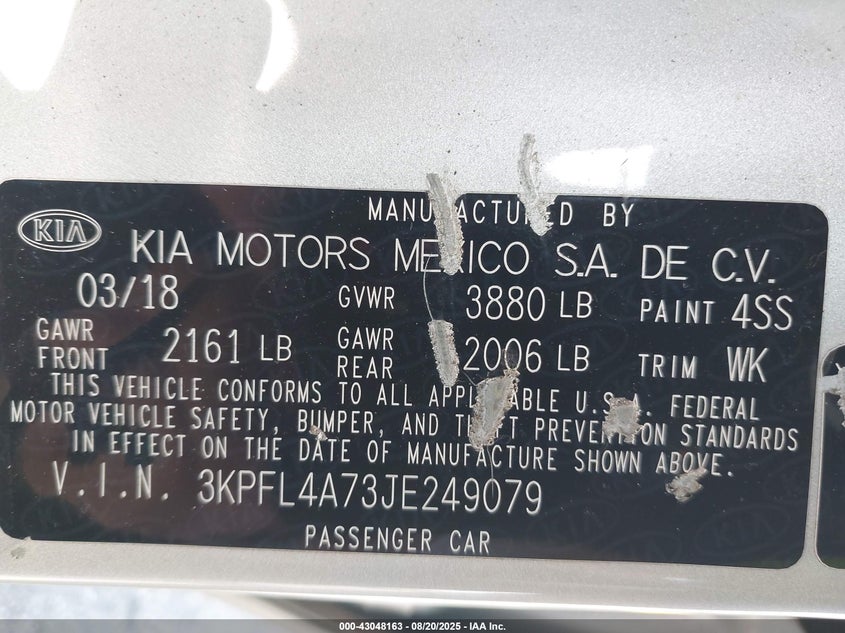 MANUFACTURED BY
KIA KIA MOTORS MEXICO S.A. DE C.V.
03/18 GVWR 3880 LB PAINT 4SS
GAWR FRONT 2161 LB GAWR REAR 2006 LB TRIM WK
THIS VEHICLE CONFORMS TO ALL APPLICABLE U.S.A. FEDERAL
MOTOR VEHICLE SAFETY, BUMPER, AND THEFT PREVENTION STANDARDS
IN EFFECT ON THE DATE OF MANUFACTURE SHOWN ABOVE.
V.I.N. 3KPFL4A73JE249079
PASSENGER CAR
000-43048163 - 08/20/2025 - IAA Inc.